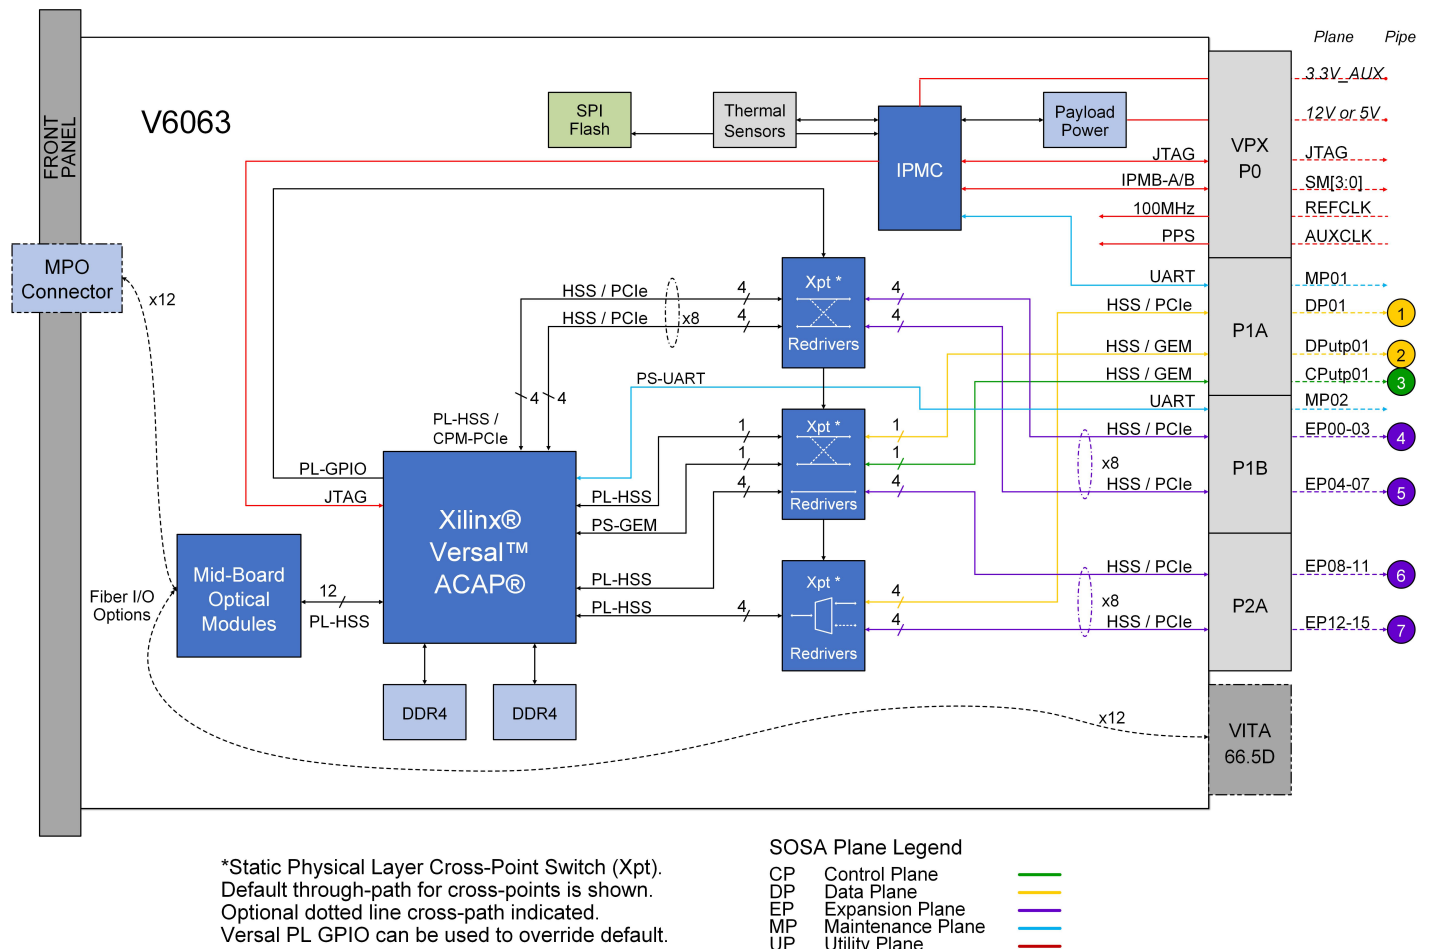 Plane Pipe
3.3V_AUX
12V or 5V
V6063
FRONT
PANEL
SPI
Flash
Thermal
Sensors
IPMC
Payload
Power
VPX
P0
JTAG
IPMB-A/B
100MHz
PPS
JTAG
SM[3:0]
REFCLK
AUXCLK
MPO
Connector
x12
HSS / PCIe
HSS / PCIe
x8
4
4
Xpt *
Redrivers
4
4
UART
HSS / PCIe
HSS / GEM
HSS / GEM
UART
HSS / PCIe
x8
HSS / PCIe
P1A
P1B
MP01
DP01
1
DPutp01
2
CPutp01
3
MP02
EP00-03
4
EP04-07
5
PS-UART
4
4
PL-HSS /
CPM-PCIe
PL-GPIO
JTAG
Xilinx®
Versal™
ACAP®
PL-HSS
PS-GEM
PL-HSS
PL-HSS
1
1
4
4
Xpt *
Redrivers
1
1
4
Xpt *
Redrivers
4
4
HSS / PCIe
x8
HSS / PCIe
P2A
EP08-11
6
EP12-15
7
Fiber I/O
Options
Mid-Board
Optical
Modules
12
PL-HSS
DDR4
DDR4
x12
VITA
66.5D
*Static Physical Layer Cross-Point Switch (Xpt).
Default through-path for cross-points is shown.
Optional dotted line cross-path indicated.
Versal PL GPIO can be used to override default.
SOSA Plane Legend
CP Control Plane
DP Data Plane
EP Expansion Plane
MP Maintenance Plane
UP Utility Plane